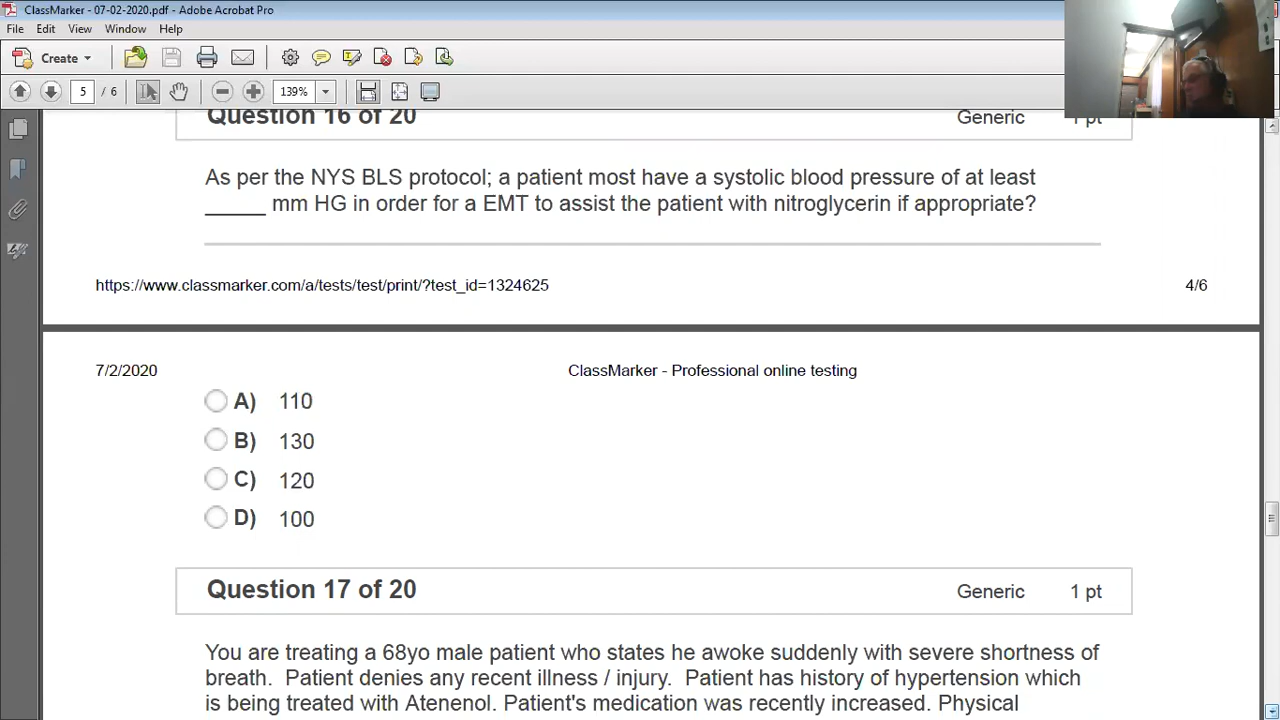 ClassMarker - 07-02-2020.pdf - Adobe Acrobat Pro
File Edit View Window Help
Create
5 / 6 139%
Question 16 of 20 Generic 1 pt
As per the NYS BLS protocol; a patient most have a systolic blood pressure of at least
_____ mm HG in order for a EMT to assist the patient with nitroglycerin if appropriate?
https://www.classmarker.com/a/tests/test/print/?test_id=1324625 4/6
7/2/2020 ClassMarker - Professional online testing
A) 110
B) 130
C) 120
D) 100
Question 17 of 20 Generic 1 pt
You are treating a 68yo male patient who states he awoke suddenly with severe shortness of
breath. Patient denies any recent illness / injury. Patient has history of hypertension which
is being treated with Atenenol. Patient's medication was recently increased. Physical